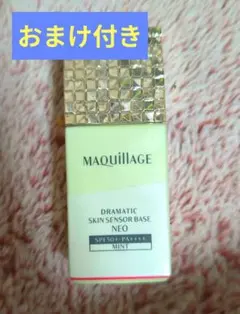 おまけ付き
MAQuillAGE
DRAMATIC
SKIN SENSOR BASE
NEO
SPF50+・PA++++
MINT